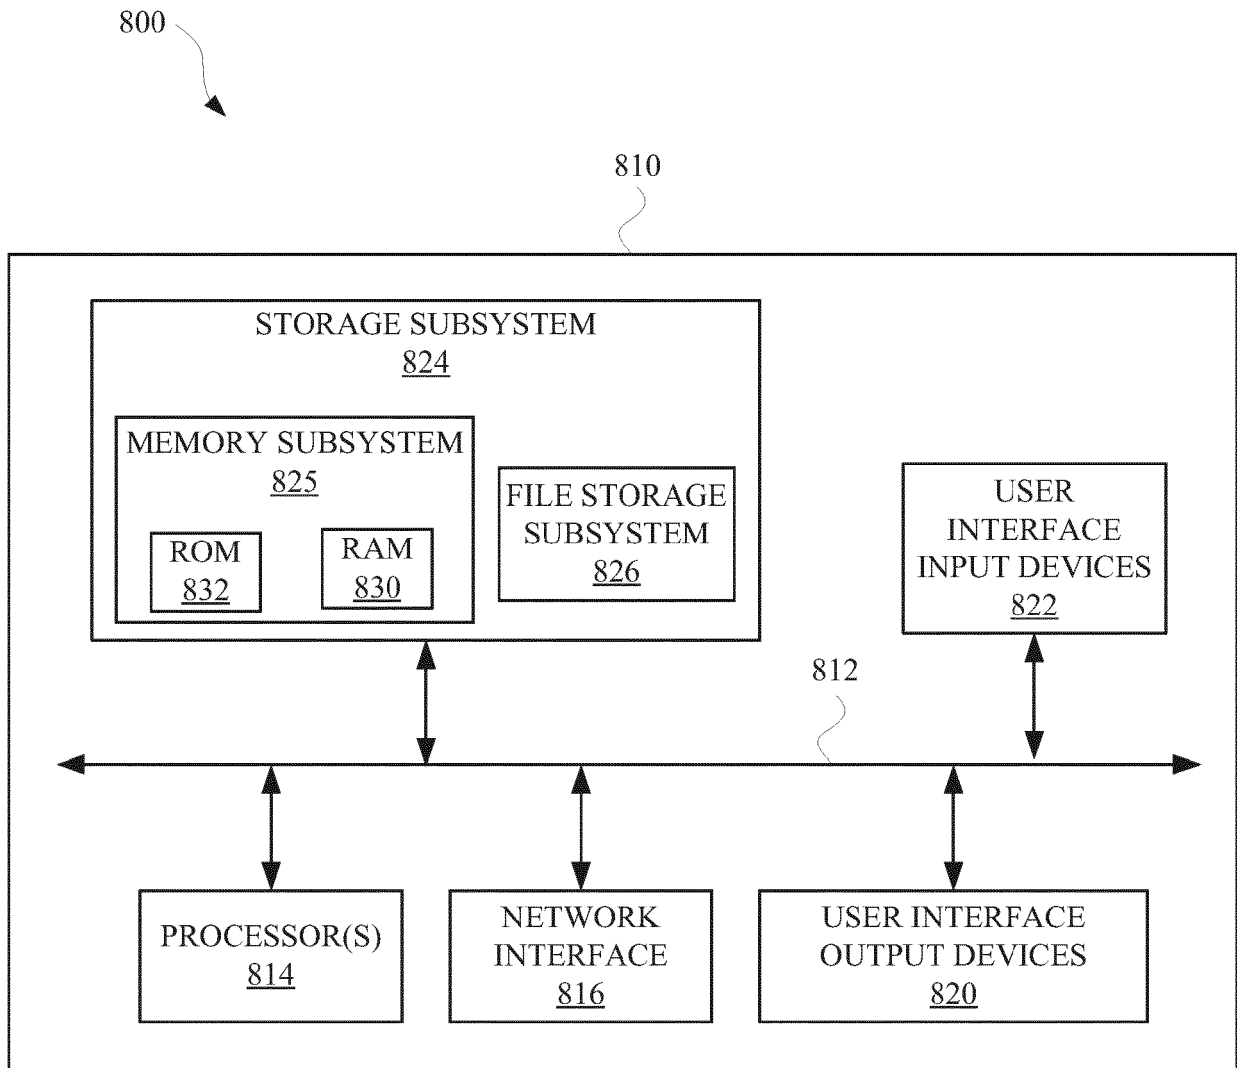 800
810
STORAGE SUBSYSTEM
824
MEMORY SUBSYSTEM
825
ROM
832
RAM
830
FILE STORAGE
SUBSYSTEM
826
USER
INTERFACE
INPUT DEVICES
822
812
PROCESSOR(S)
814
NETWORK
INTERFACE
816
USER INTERFACE
OUTPUT DEVICES
820